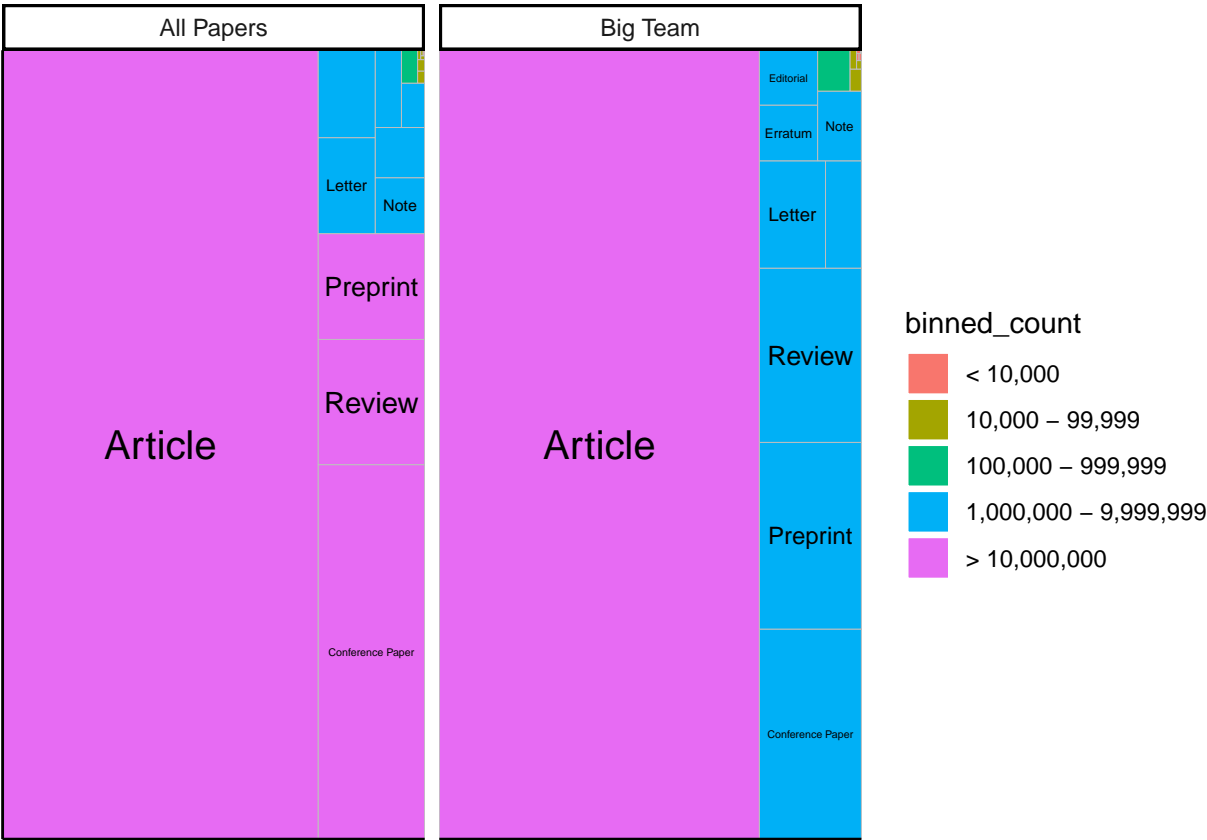 All Papers
Letter
Note
Preprint
Review
Article
Conference Paper
Big Team
Editorial
Erratum
Note
Letter
Review
Article
Preprint
Conference Paper
binned_count
< 10,000
10,000 – 99,999
100,000 – 999,999
1,000,000 – 9,999,999
> 10,000,000